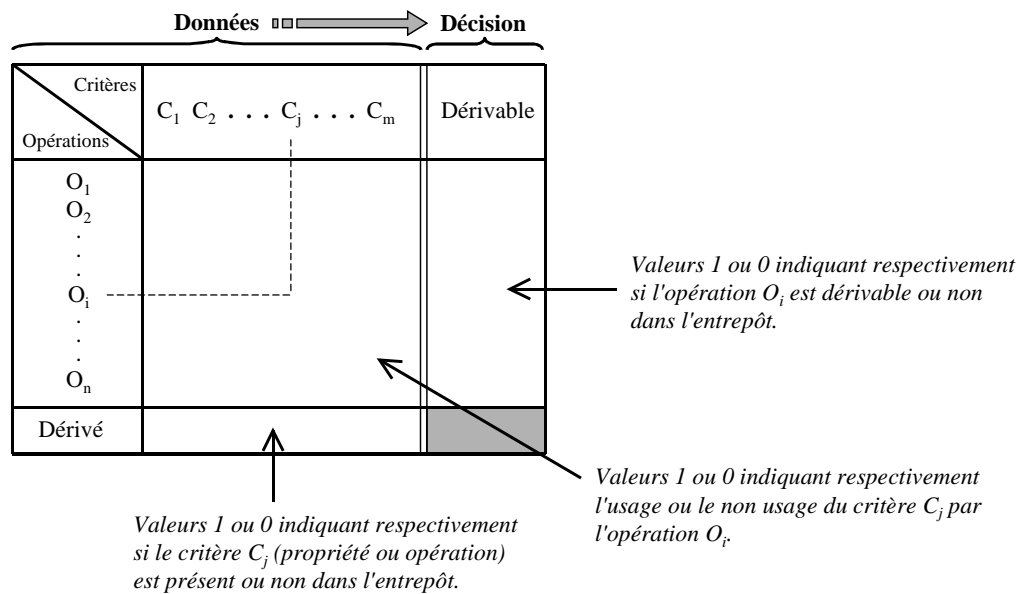 Données Décision
Critères
C1 C2 . . . Cj . . . Cm Dérivable
Opérations
O1
O2
.
.
.
Oi
.
.
.
On
Dérivé
Valeurs 1 ou 0 indiquant respectivement
si l'opération Oi est dérivable ou non
dans l'entrepôt.
Valeurs 1 ou 0 indiquant respectivement
l'usage ou le non usage du critère Cj par
l'opération Oi.
Valeurs 1 ou 0 indiquant respectivement
si le critère Cj (propriété ou opération)
est présent ou non dans l'entrepôt.